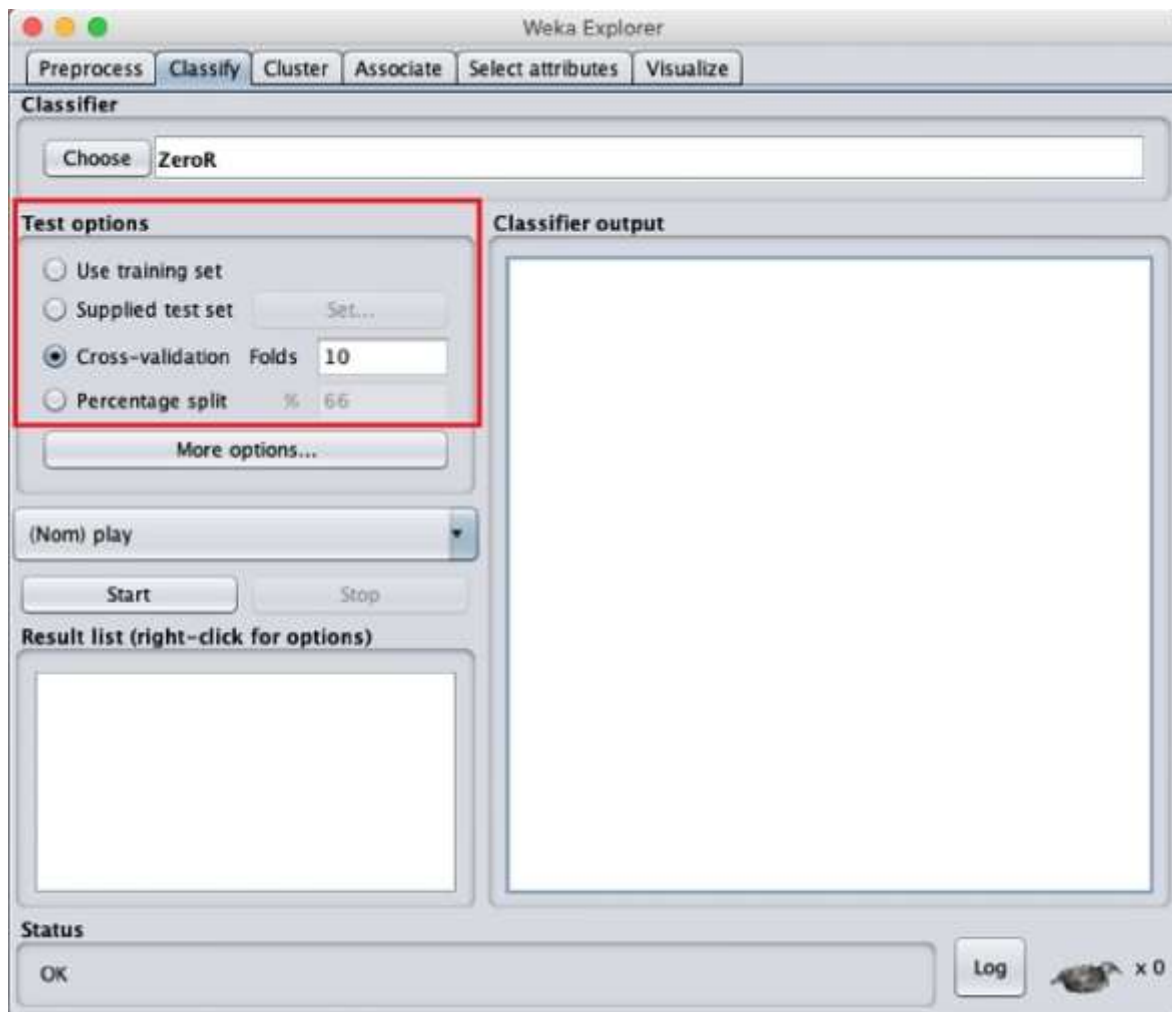 Weka Explorer
Preprocess Classify Cluster Associate Select attributes Visualize
Classifier
Choose ZeroR
Test options
Use training set
Supplied test set Set...
Cross-validation Folds 10
Percentage split % 66
More options...
(Nom) play
Start Stop
Result list (right-click for options)
Classifier output
Status
OK
Log x 0